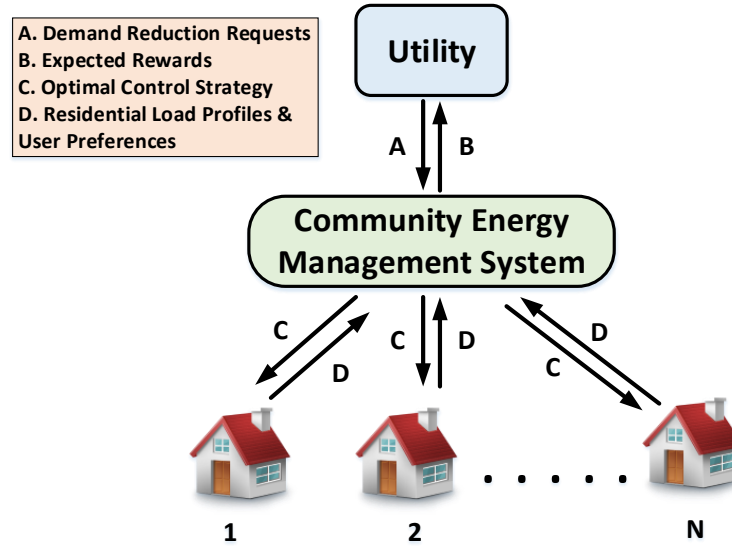 A. Demand Reduction Requests
B. Expected Rewards
C. Optimal Control Strategy
D. Residential Load Profiles &
User Preferences
Utility
A
B
Community Energy
Management System
C
D
C
D
C
D
. . . . .
1
2
N